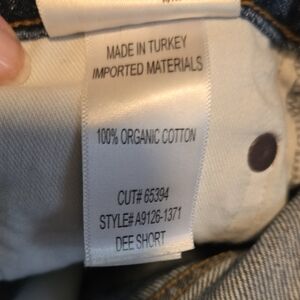 MADE IN TURKEY
IMPORTED MATERIALS
100% ORGANIC COTTON
CUT# 65394
STYLE# A9126-1371
DEE SHORT